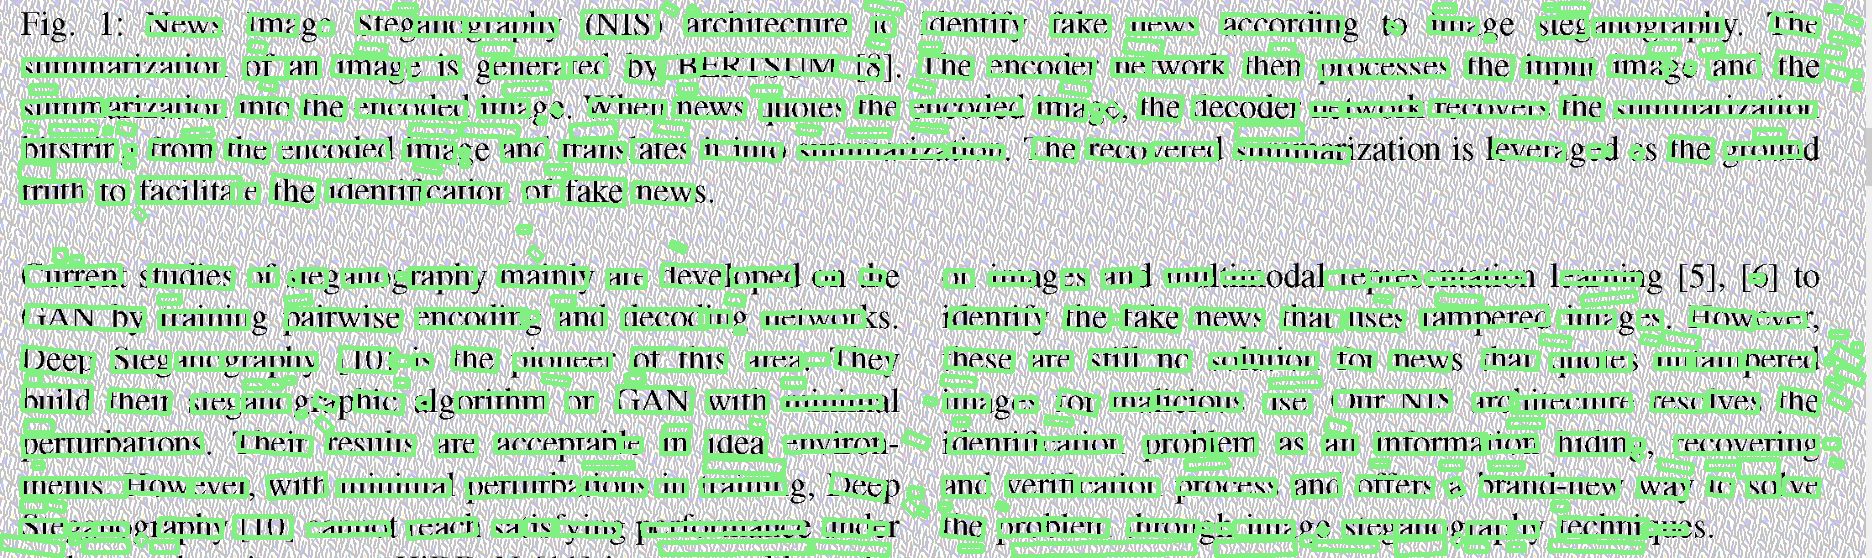 Fig. 1: News Image Steganography (NIS) architecture to identify fake news according to image steganography. The
summarization of an image is generated by BERTSUM [8]. The encoder network then processes the input image and the
summarization into the encoded image. When news quotes the encoded image, the decoder network recovers the summarization
bitstring from the encoded image and translates it into summarization. The recovered summarization is leveraged as the ground
truth to facilitate the identification of fake news.
Current studies of steganography mainly are developed on the
GAN by training pairwise encoding and decoding networks.
Deep Steganography [10] is the pioneer of this area. They
build their steganographic algorithm on GAN with minimal
perturbations. Their results are acceptable in idea environ-
ments. However, with minimal perturbations in training, Deep
Steganography [10] cannot reach satisfying performance under
on images and multimodal representation learning [5], [6] to
identify the fake news that uses tampered images. However,
these are still no solution for news that quotes untampered
images for malicious use. Our NIS architecture resolves the
identification problem as an information hiding, recovering
and verification process and offers a brand-new way to solve
the problem through image steganography techniques.